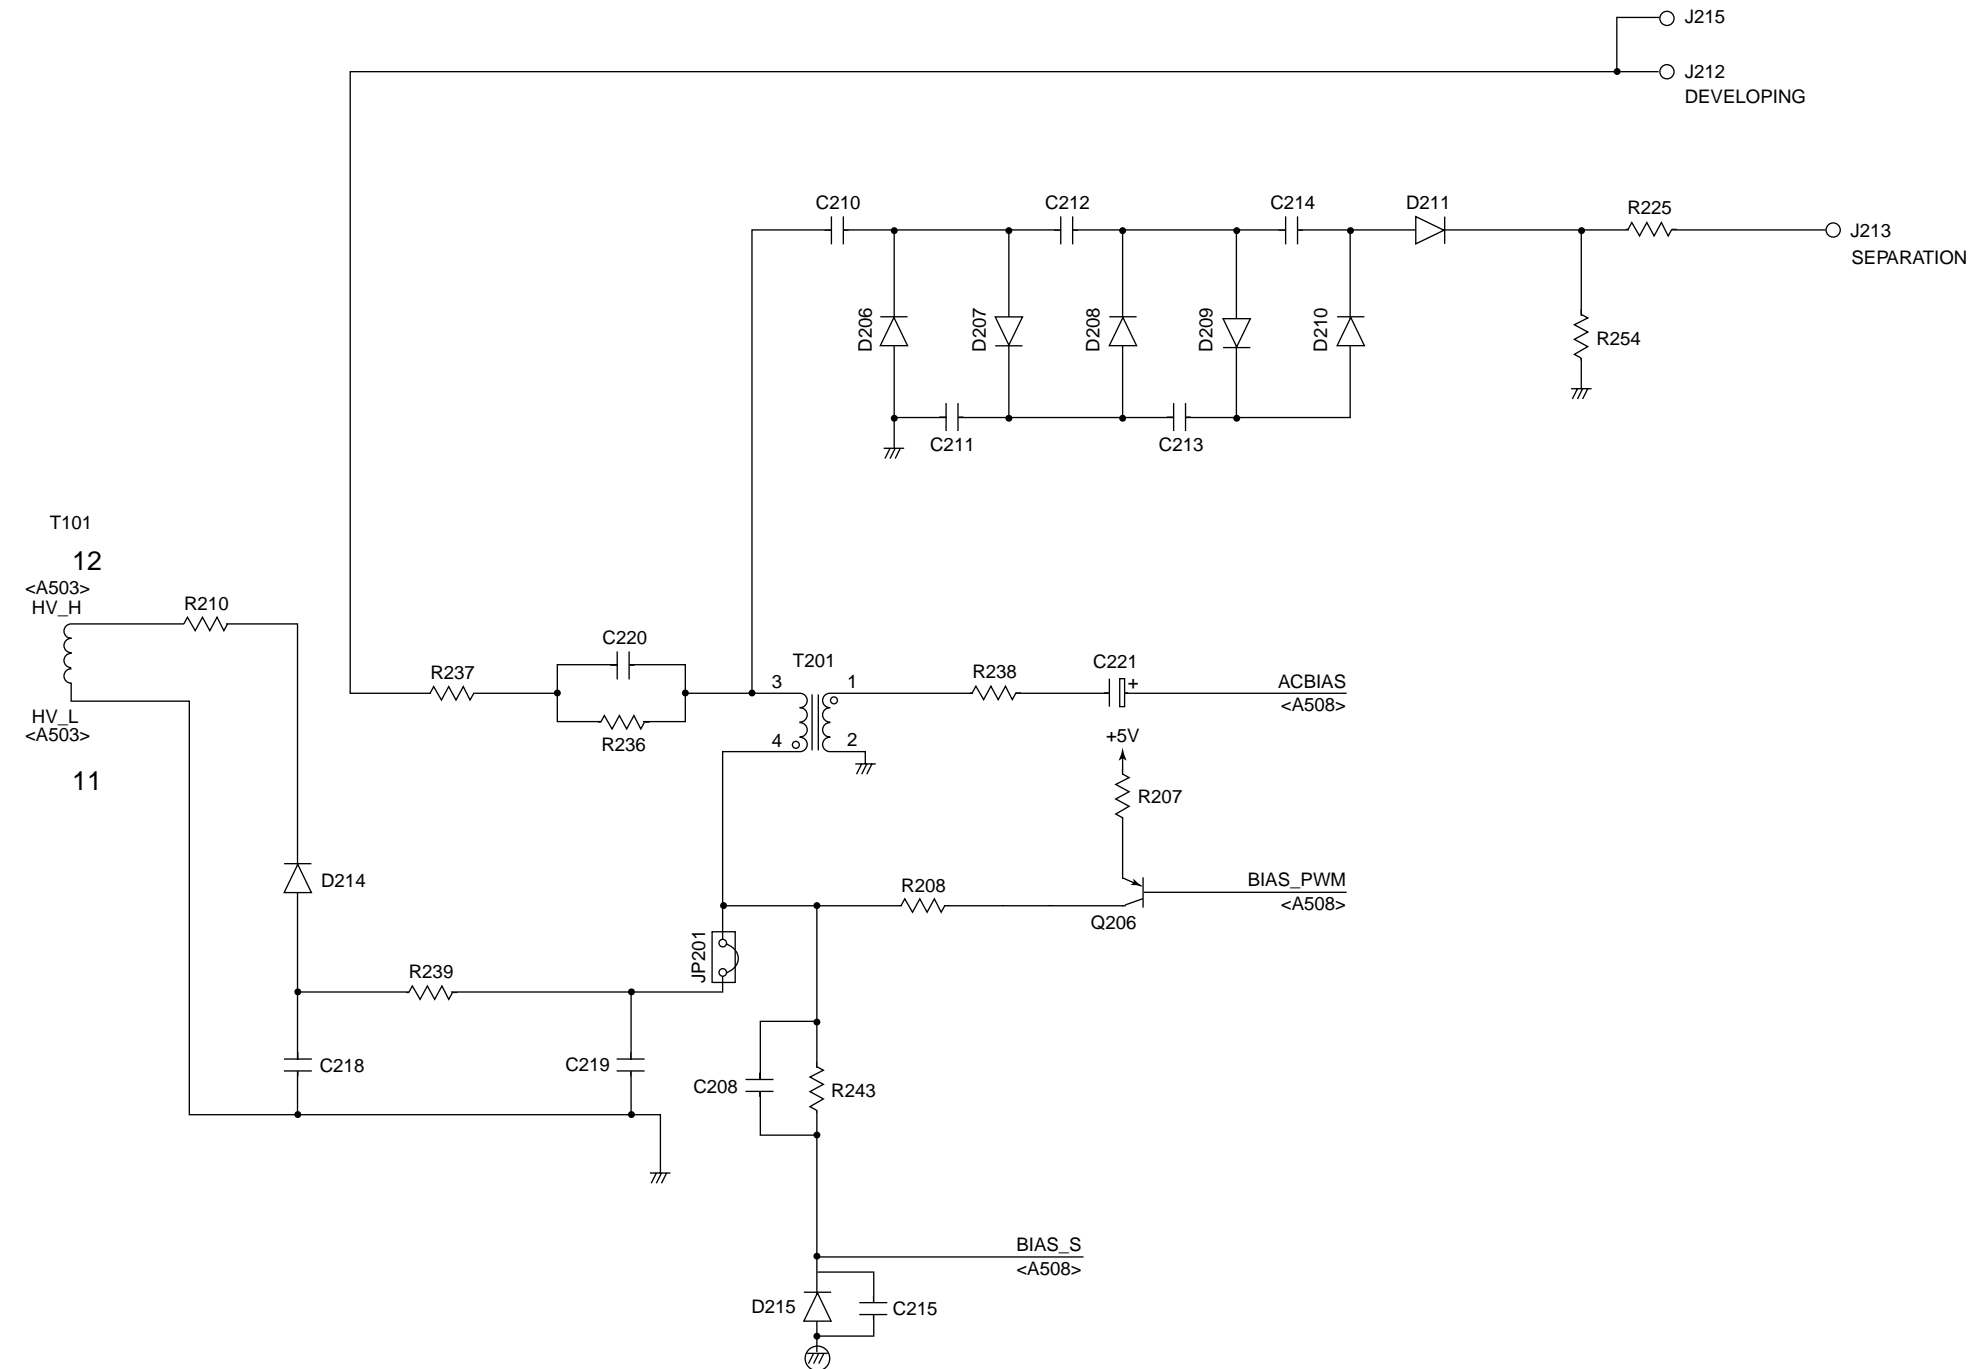 J215
J212
DEVELOPING
C210
C212
C214
D211
R225
J213
SEPARATION
D206
D207
D208
D209
D210
R254
C211
C213
T101
12
<A503>
HV_H
R210
HV_L
<A503>
11
C220
R237
R236
T201
3
1
4
2
R238
C221
+
ACBIAS
<A508>
+5V
R207
BIAS_PWM
<A508>
R208
Q206
D214
JP201
R239
C218
C219
C208
R243
BIAS_S
<A508>
D215
C215